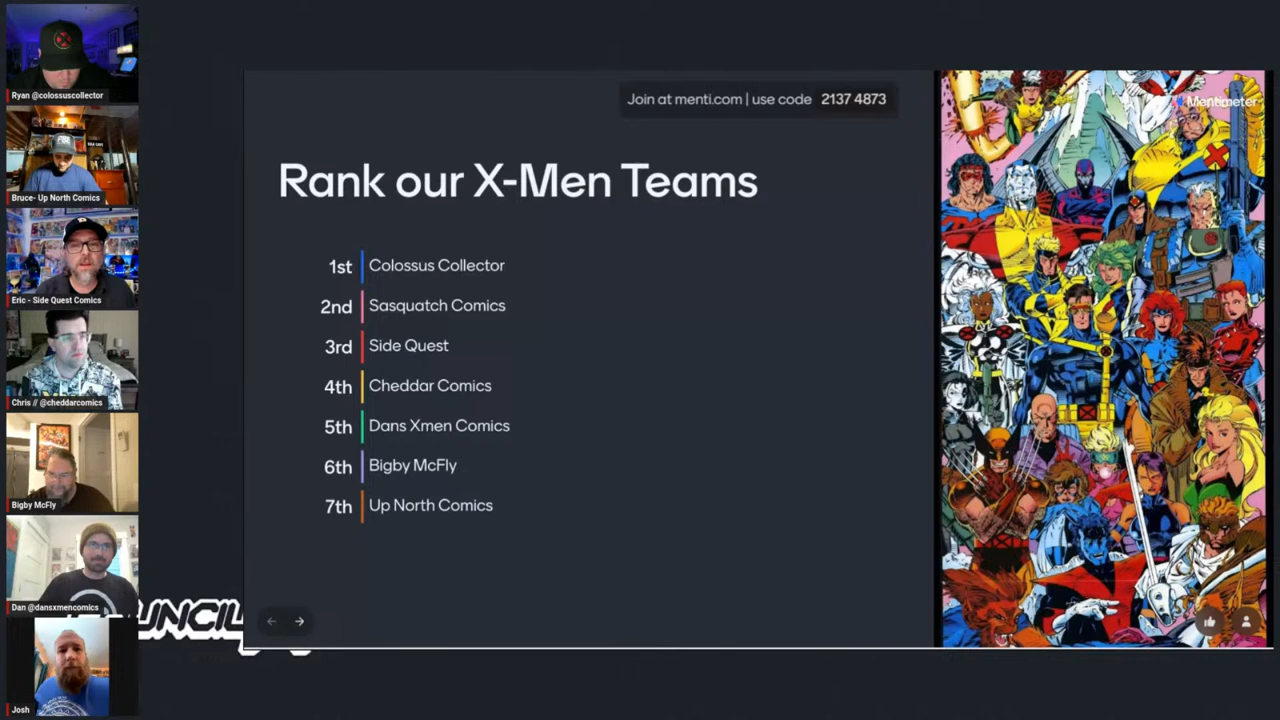 Ryan @colossuscollector
Bruce- Up North Comics
Eric - Side Quest Comics
Chris // @cheddarcomics
Bigby McFly
Dan @dansxmencomics
Josh
Join at menti.com | use code 2137 4873
Mentimeter
Rank our X-Men Teams
1st Colossus Collector
2nd Sasquatch Comics
3rd Side Quest
4th Cheddar Comics
5th Dans Xmen Comics
6th Bigby McFly
7th Up North Comics